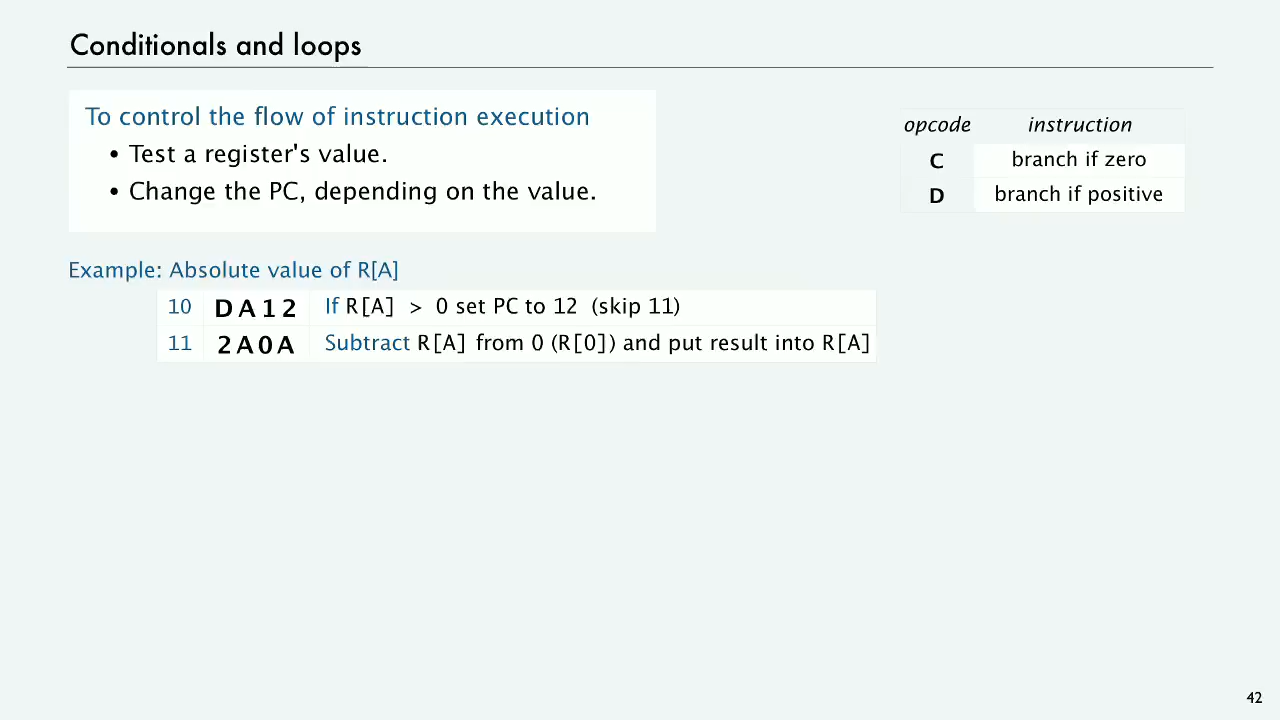 Conditionals and loops
To control the flow of instruction execution
• Test a register's value.
• Change the PC, depending on the value.
opcode instruction
C branch if zero
D branch if positive
Example: Absolute value of R[A]
10 DA12 If R[A] > 0 set PC to 12 (skip 11)
11 2A0A Subtract R[A] from 0 (R[0]) and put result into R[A]
42